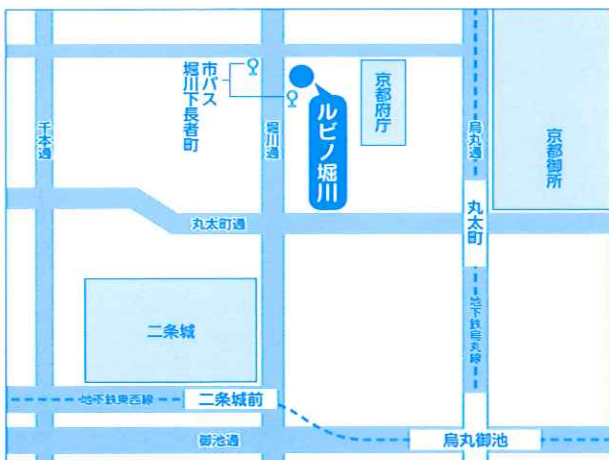 市バス
堀川下長者町
ルビノ堀川
京都府庁
京都御所
千本通
堀川通
烏丸通
丸太町
丸太町通
二条城
地下鉄烏丸線
地下鉄東西線
二条城前
御池通
烏丸御池